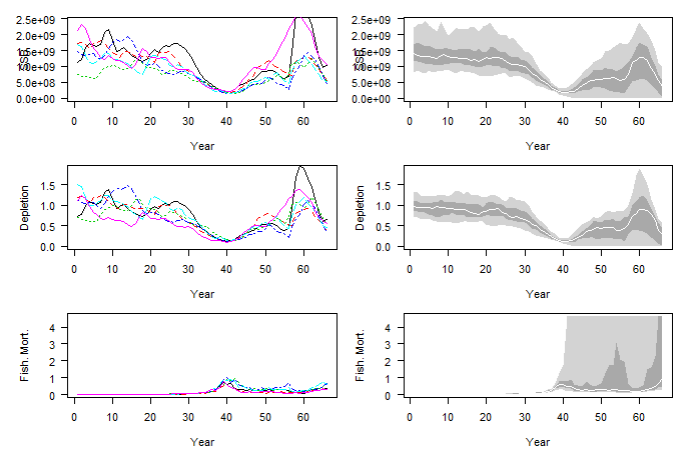 2.5e+09
2.0e+09
1.5e+09
1.0e+09
5.0e+08
0.0e+00
0 10 20 30 40 50 60
Year
2.5e+09
2.0e+09
1.5e+09
1.0e+09
5.0e+08
0.0e+00
0 10 20 30 40 50 60
Year
Depletion
1.5
1.0
0.5
0.0
0 10 20 30 40 50 60
Year
Depletion
1.5
1.0
0.5
0.0
0 10 20 30 40 50 60
Year
Fish. Mort.
4
3
2
1
0
0 10 20 30 40 50 60
Year
Fish. Mort.
4
3
2
1
0
0 10 20 30 40 50 60
Year